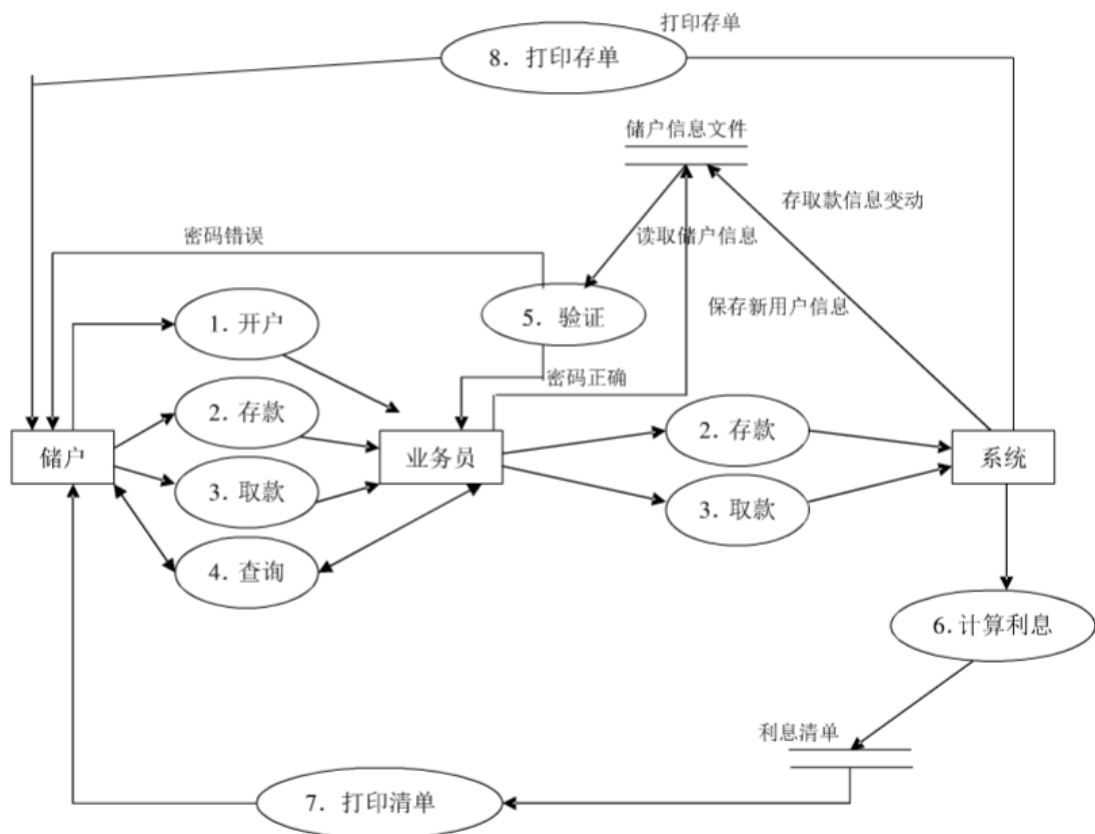 打印存单
8. 打印存单
储户信息文件
存取款信息变动
密码错误
读取储户信息
保存新用户信息
1. 开户
5. 验证
密码正确
2. 存款
2. 存款
储户
业务员
系统
3. 取款
3. 取款
4. 查询
6. 计算利息
利息清单
7. 打印清单